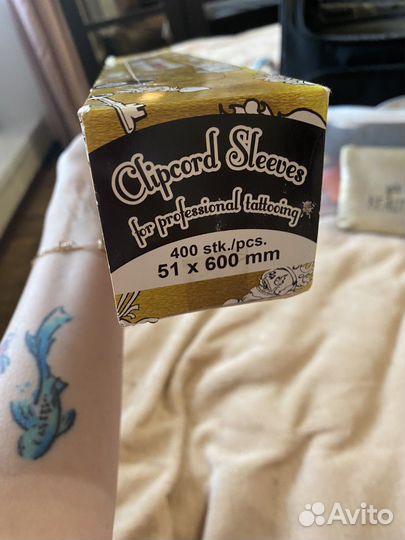 Clipcord Sleeves
for professional tattooing
400 stk./pcs.
51 x 600 mm
Avito